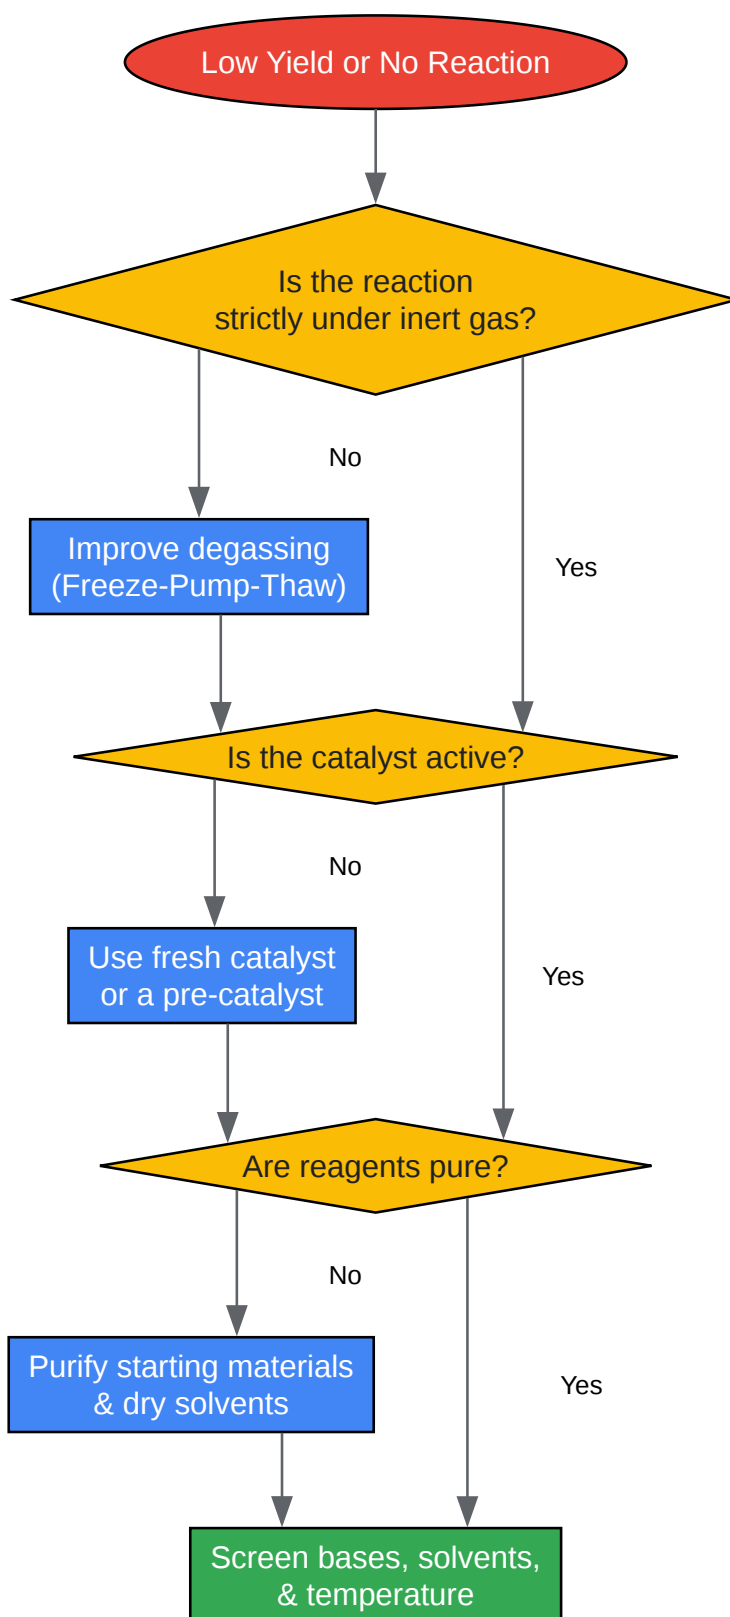 Low Yield or No Reaction
Is the reaction
strictly under inert gas?
No
Improve degassing
(Freeze-Pump-Thaw)
Yes
Is the catalyst active?
No
Use fresh catalyst
or a pre-catalyst
Yes
Are reagents pure?
No
Purify starting materials
& dry solvents
Yes
Screen bases, solvents,
& temperature